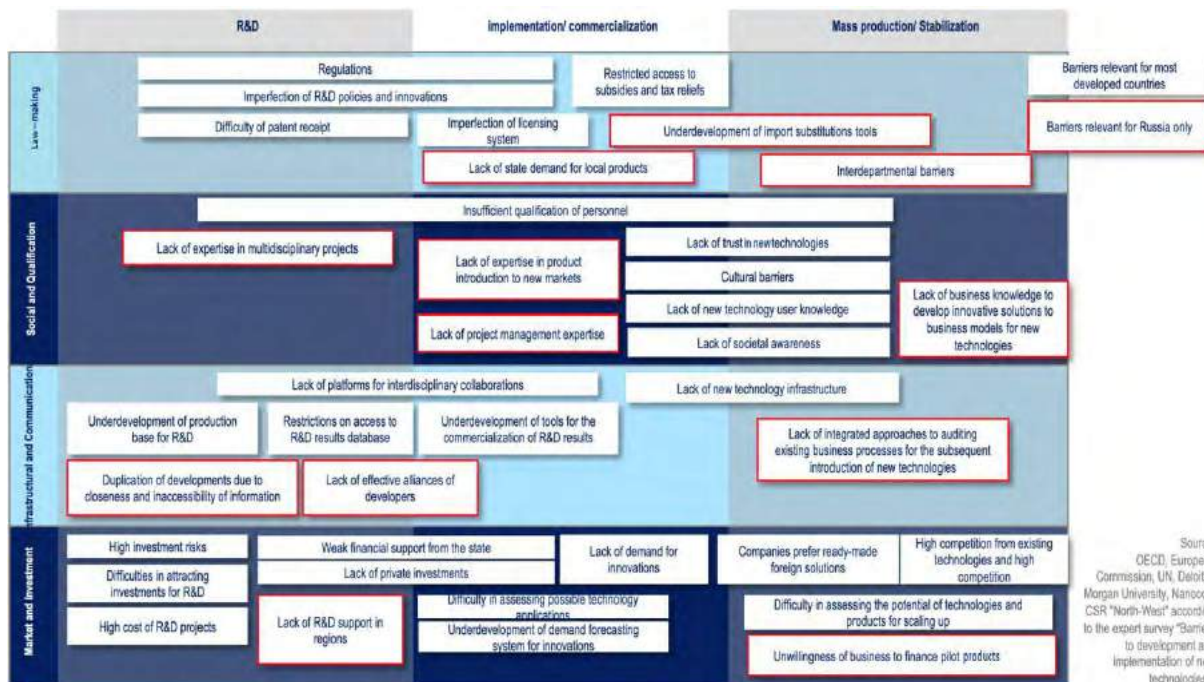 R&D
implementation/ commercialization
Mass production/ Stabilization
Law–making
Regulations
Imperfection of R&D policies and innovations
Difficulty of patent receipt
Imperfection of licensing
system
Restricted access to
subsidies and tax reliefs
Underdevelopment of import substitutions tools
Lack of state demand for local products
Interdepartmental barriers
Barriers relevant for most
developed countries
Barriers relevant for Russia only
Social and Qualification
Insufficient qualification of personnel
Lack of expertise in multidisciplinary projects
Lack of expertise in product
introduction to new markets
Lack of project management expertise
Lack of trust in new technologies
Cultural barriers
Lack of new technology user knowledge
Lack of societal awareness
Lack of business knowledge to
develop innovative solutions to
business models for new
technologies
Infrastructural and Communication
Lack of platforms for interdisciplinary collaborations
Lack of new technology infrastructure
Underdevelopment of production
base for R&D
Restrictions on access to
R&D results database
Underdevelopment of tools for the
commercialization of R&D results
Lack of integrated approaches to auditing
existing business processes for the subsequent
introduction of new technologies
Duplication of developments due to
closeness and inaccessibility of information
Lack of effective alliances of
developers
Market and Investment
High investment risks
Difficulties in attracting
investments for R&D
High cost of R&D projects
Weak financial support from the state
Lack of private investments
Lack of R&D support in
regions
Lack of demand for
innovations
Difficulty in assessing possible technology
applications
Underdevelopment of demand forecasting
system for innovations
Companies prefer ready-made
foreign solutions
High competition from existing
technologies and high
competition
Difficulty in assessing the potential of technologies and
products for scaling up
Unwillingness of business to finance pilot products
OECD, Europe
Commission, UN, Deloit
Morgan University, Nanoc
CSR "North-West" accord
to the expert survey "Barri
to development a
implementation of n
technologie